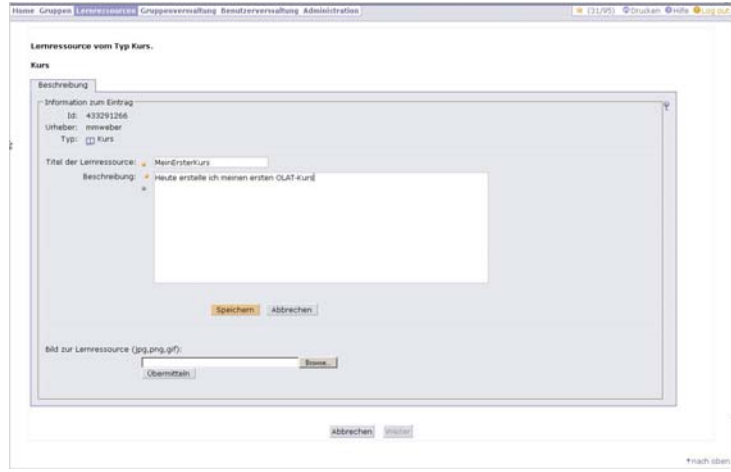 Home Gruppen Lernressourcen Gruppenverwaltung Benutzerverwaltung Administration (31/95) Drucken Hilfe Log out
Lernressource vom Typ Kurs.
Kurs
Beschreibung
Information zum Eintrag
Id: 433291266
Urheber: mmweber
Typ: Kurs
Titel der Lernressource: MeinErsterKurs
Beschreibung: Heute erstelle ich meinen ersten OLAT-Kurs
Speichern Abbrechen
Bild zur Lernressource (jpg,png,gif):
Browse...
Übermitteln
Abbrechen Weiter
nach oben